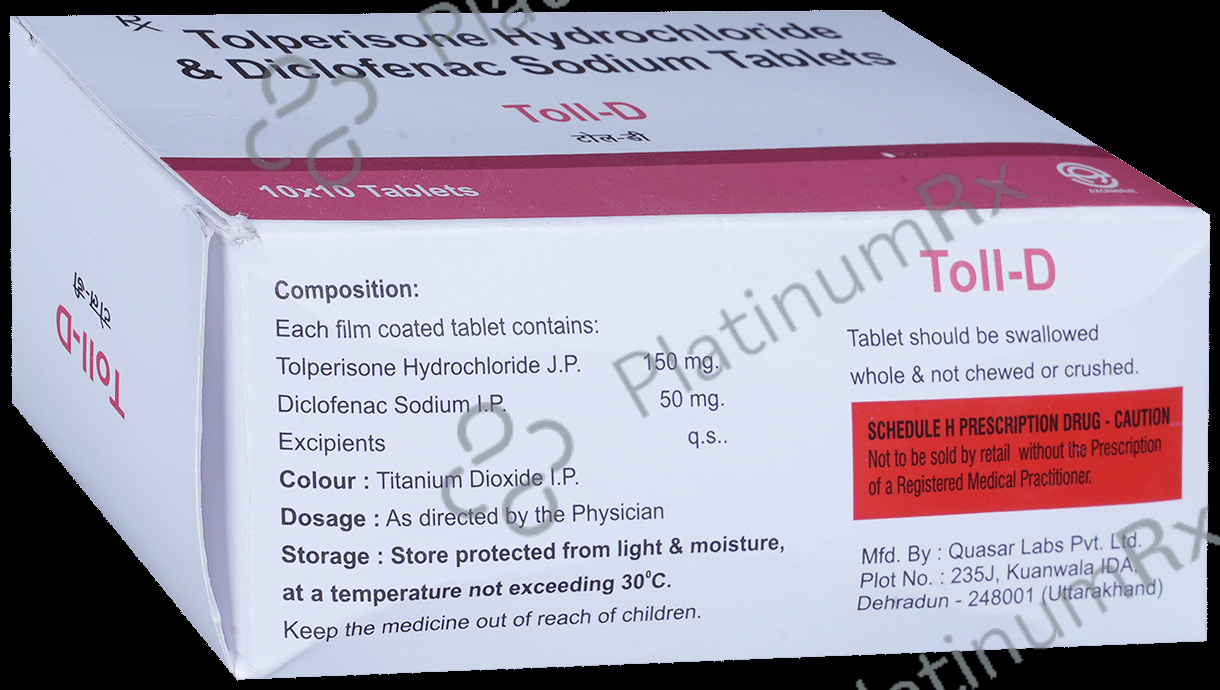 Rx
Tolperisone Hydrochloride
& Diclofenac Sodium Tablets
Toll-D
टोल-डी
10x10 Tablets
टोल-डी
Toll-D
Composition:
Each film coated tablet contains:
Tolperisone Hydrochloride J.P. 150 mg.
Diclofenac Sodium I.P. 50 mg.
Excipients q.s..
Colour : Titanium Dioxide I.P.
Dosage : As directed by the Physician
Storage : Store protected from light & moisture,
at a temperature not exceeding 30⁰C.
Keep the medicine out of reach of children.
Toll-D
Tablet should be swallowed
whole & not chewed or crushed.
SCHEDULE H PRESCRIPTION DRUG - CAUTION
Not to be sold by retail without the Prescription
of a Registered Medical Practitioner.
Mfd. By : Quasar Labs Pvt. Ltd.
Plot No. : 235J, Kuanwala IDA,
Dehradun - 248001 (Uttarakhand)
PlatinumRx
PlatinumRx